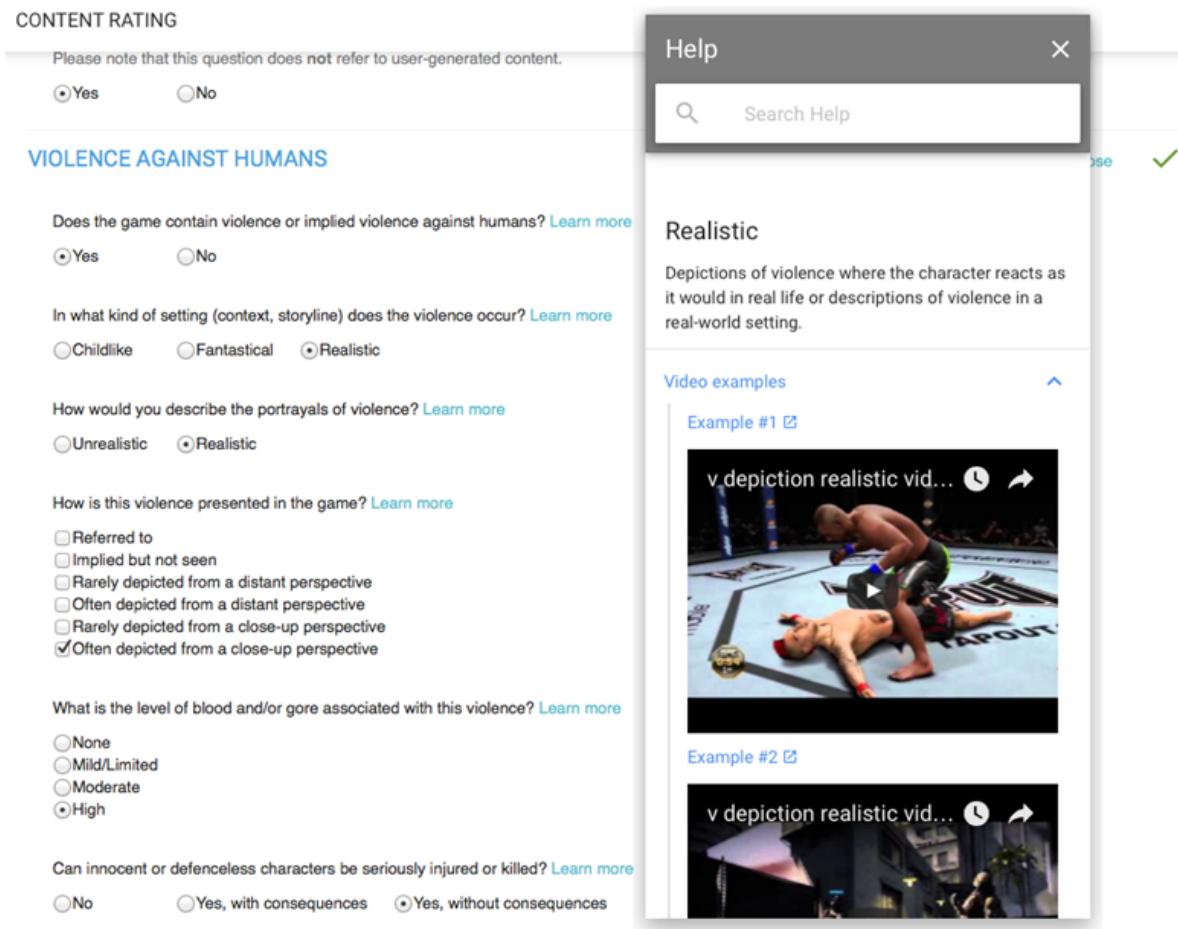 CONTENT RATING
Please note that this question does not refer to user-generated content.
Yes No
VIOLENCE AGAINST HUMANS
Does the game contain violence or implied violence against humans? Learn more
Yes No
In what kind of setting (context, storyline) does the violence occur? Learn more
Childlike Fantastical Realistic
How would you describe the portrayals of violence? Learn more
Unrealistic Realistic
How is this violence presented in the game? Learn more
Referred to
Implied but not seen
Rarely depicted from a distant perspective
Often depicted from a distant perspective
Rarely depicted from a close-up perspective
Often depicted from a close-up perspective
What is the level of blood and/or gore associated with this violence? Learn more
None
Mild/Limited
Moderate
High
Can innocent or defenceless characters be seriously injured or killed? Learn more
No Yes, with consequences Yes, without consequences
Help
Search Help
Realistic
Depictions of violence where the character reacts as
it would in real life or descriptions of violence in a
real-world setting.
Video examples
Example #1
v depiction realistic vid...
TAPOUT
Example #2
v depiction realistic vid...